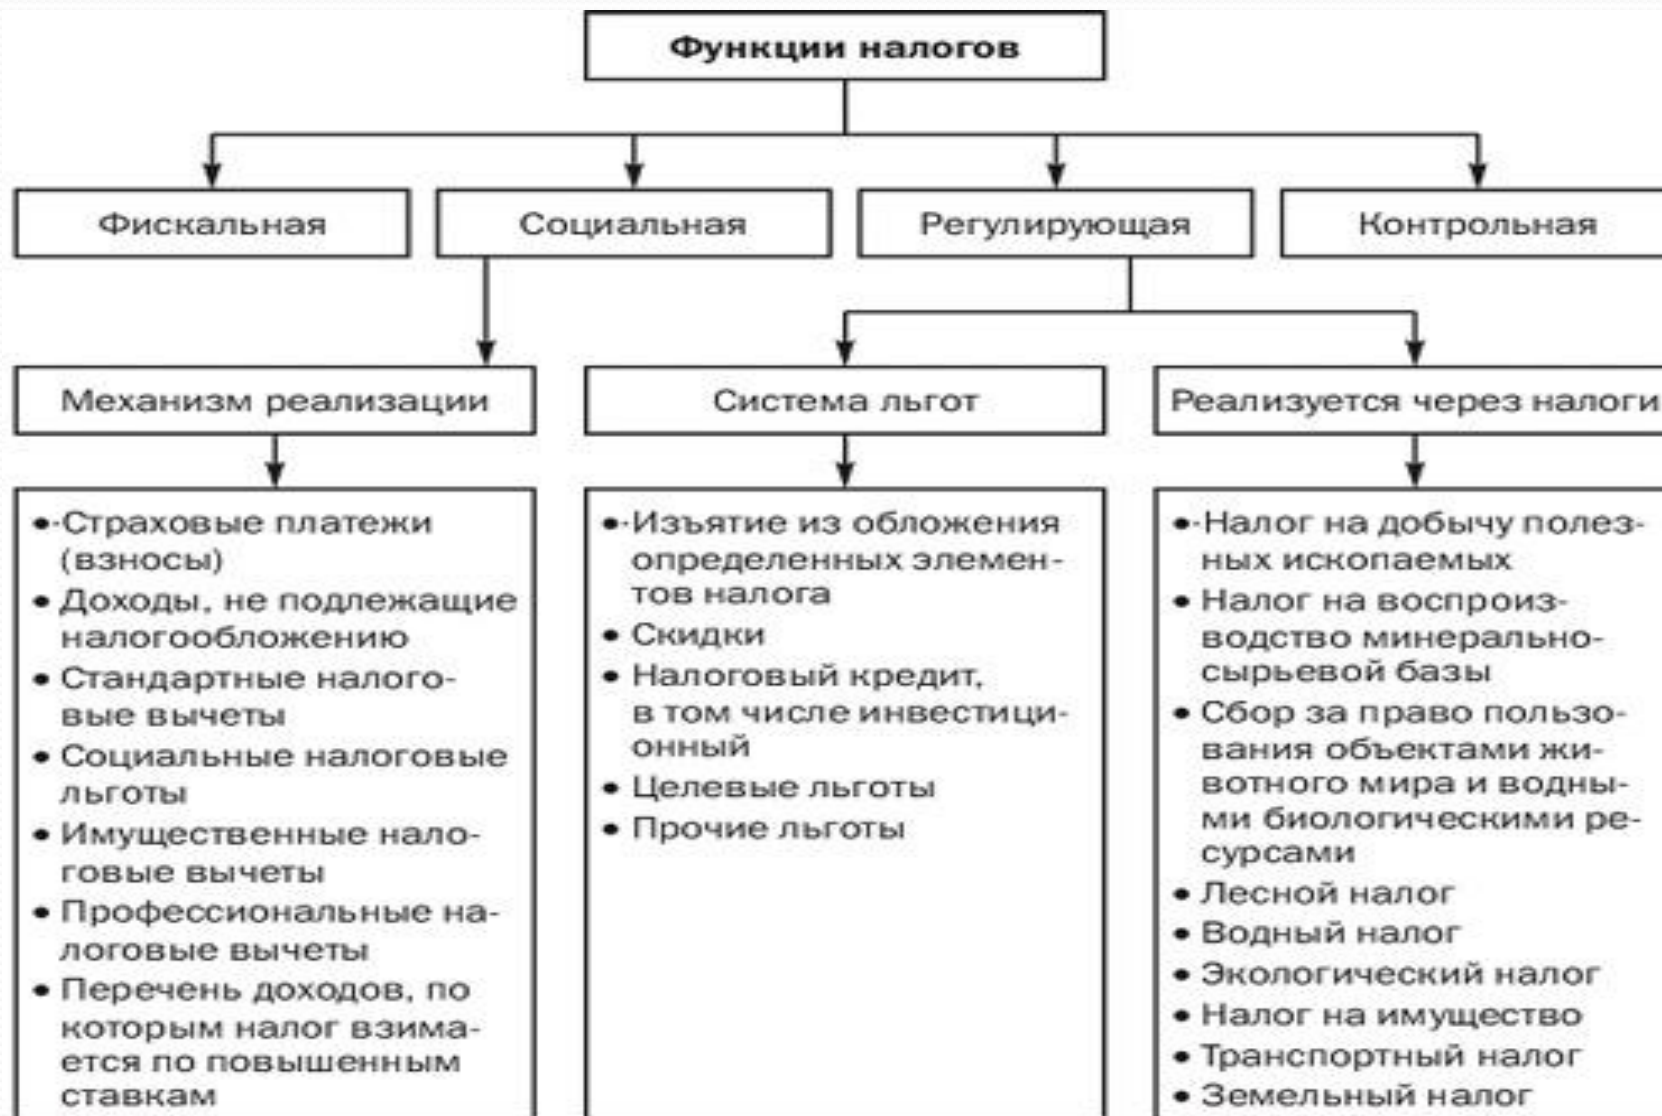 Функции налогов
Фискальная
Социальная
Регулирующая
Контрольная
Механизм реализации
Система льгот
Реализуется через налоги
• Страховые платежи
(взносы)
• Доходы, не подлежащие
налогообложению
• Стандартные налого-
вые вычеты
• Социальные налоговые
льготы
• Имущественные нало-
говые вычеты
• Профессиональные на-
логовые вычеты
• Перечень доходов, по
которым налог взима-
ется по повышенным
ставкам
• Изъятие из обложения
определенных элемен-
тов налога
• Скидки
• Налоговый кредит,
в том числе инвестици-
онный
• Целевые льготы
• Прочие льготы
• Налог на добычу полез-
ных ископаемых
• Налог на воспроиз-
водство минерально-
сырьевой базы
• Сбор за право пользо-
вания объектами жи-
вотного мира и водны-
ми биологическими ре-
сурсами
• Лесной налог
• Водный налог
• Экологический налог
• Налог на имущество
• Транспортный налог
• Земельный налог